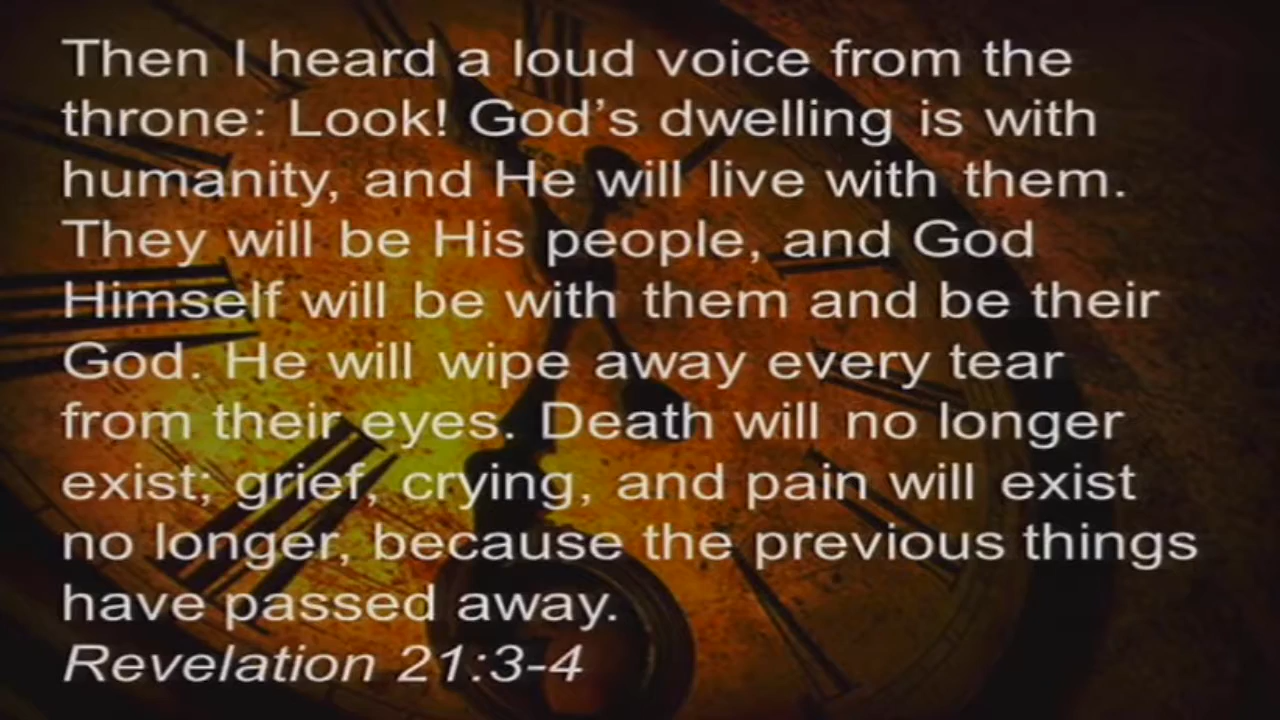 Then I heard a loud voice from the
throne: Look! God’s dwelling is with
humanity, and He will live with them.
They will be His people, and God
Himself will be with them and be their
God. He will wipe away every tear
from their eyes. Death will no longer
exist; grief, crying, and pain will exist
no longer, because the previous things
have passed away.
Revelation 21:3-4